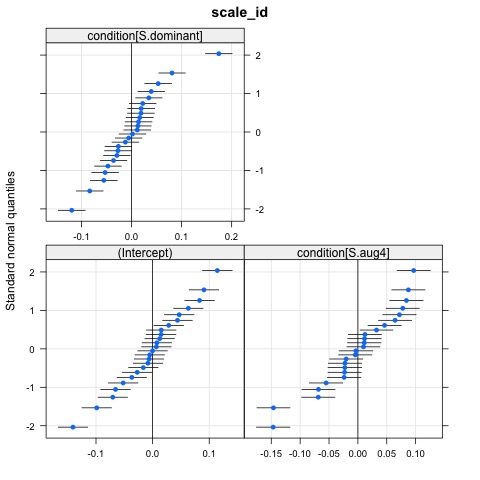 scale_id
condition[S.dominant]
2
1
0
-1
-2
-0.1 0.0 0.1 0.2
Standard normal quantiles
(Intercept) condition[S.aug4]
2
1
0
-1
-2
-0.1 0.0 0.1 -0.15 -0.10 -0.05 0.00 0.05 0.10